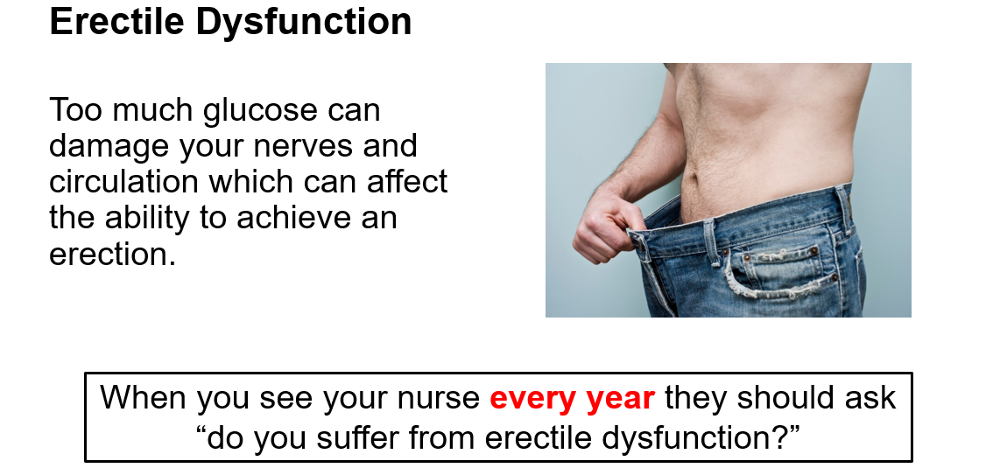 Erectile Dysfunction
Too much glucose can
damage your nerves and
circulation which can affect
the ability to achieve an
erection.
When you see your nurse every year they should ask
“do you suffer from erectile dysfunction?”